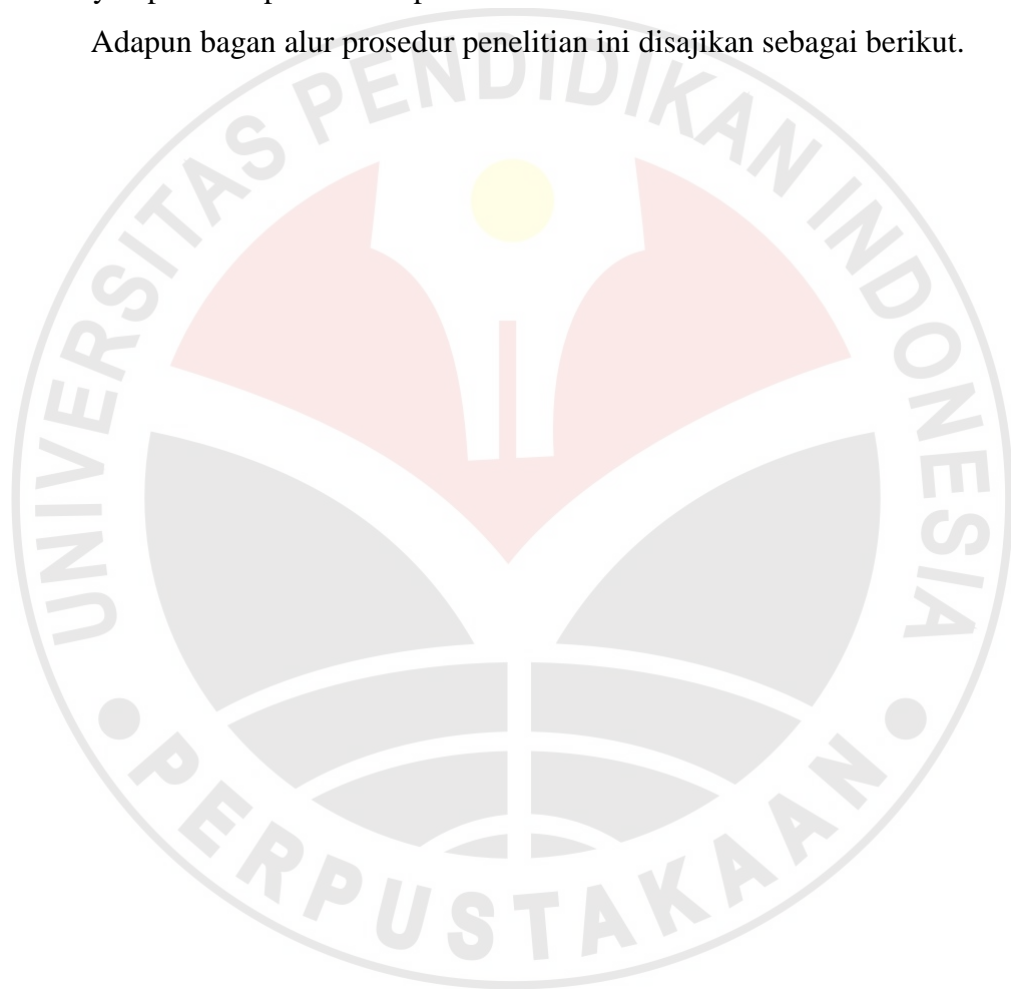 Adapun bagan alur prosedur penelitian ini disajikan sebagai berikut.
UNIVERSITAS PENDIDIKAN INDONESIA
PERPUSTAKAAN